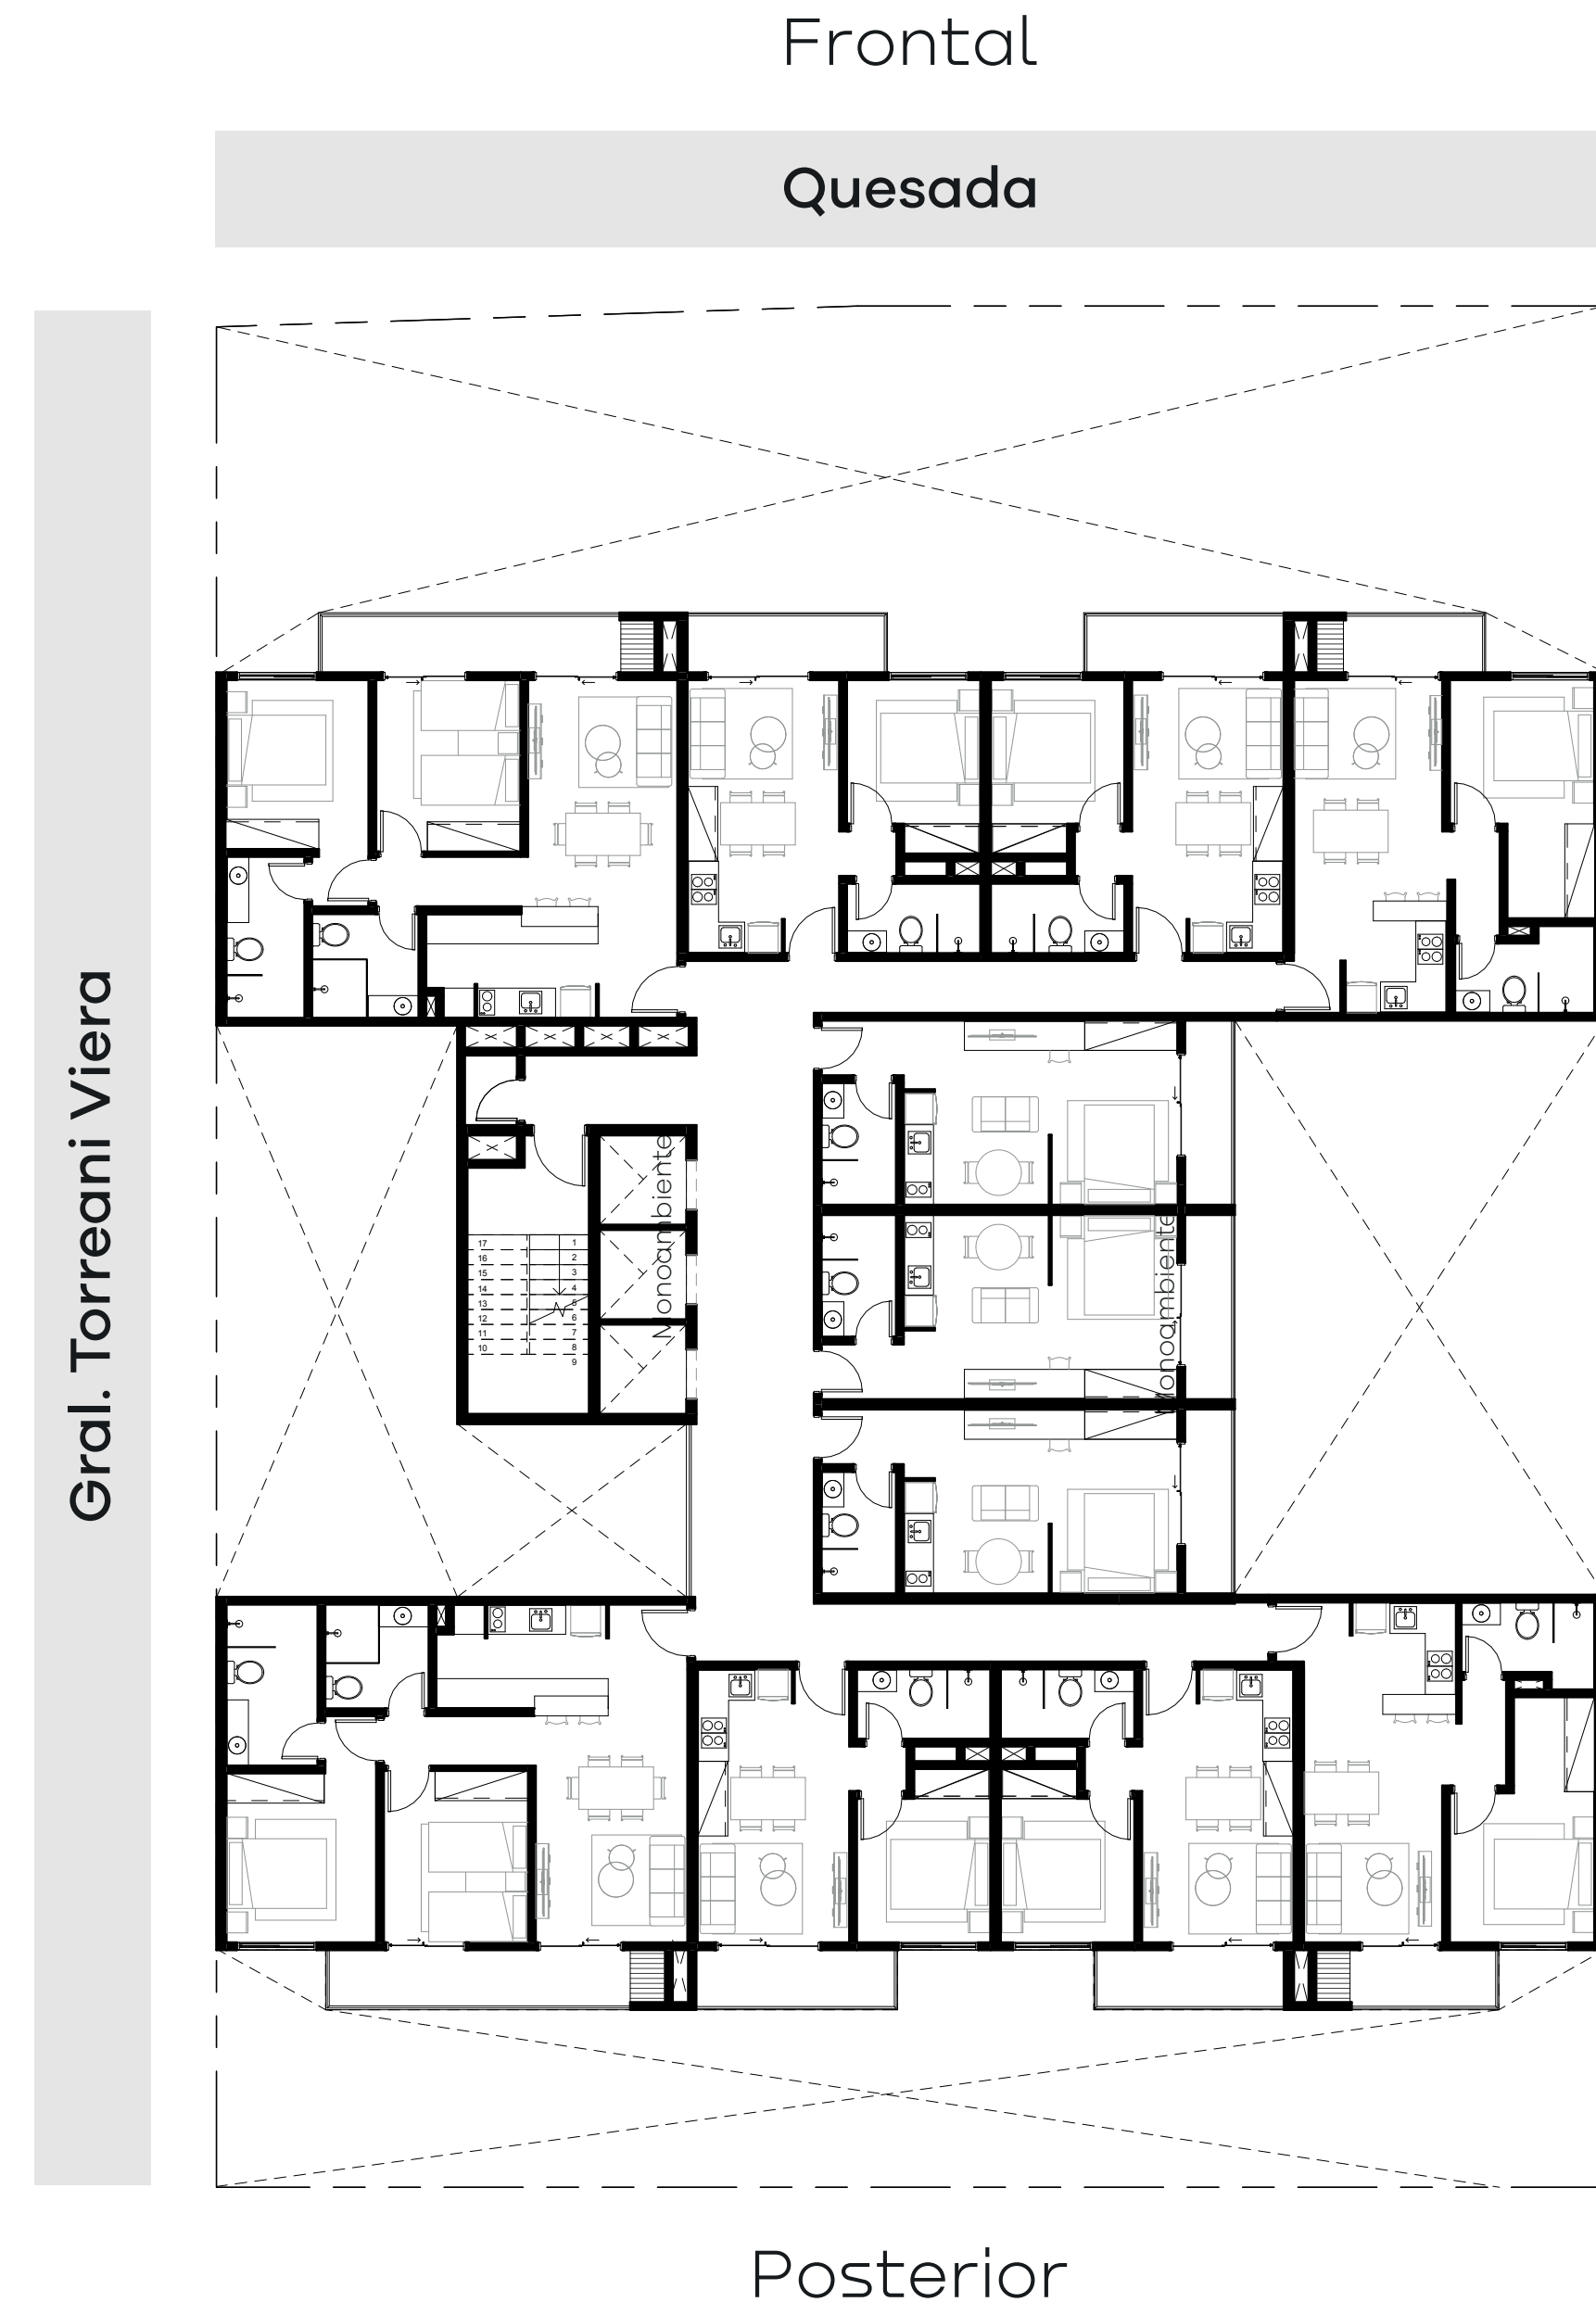 Frontal
Quesada
Gral. Torreani Viera
Monoambiente
Monoambiente
17 1
16 2
15 3
14 4
13 5
12 6
11 7
10 8
9
Posterior